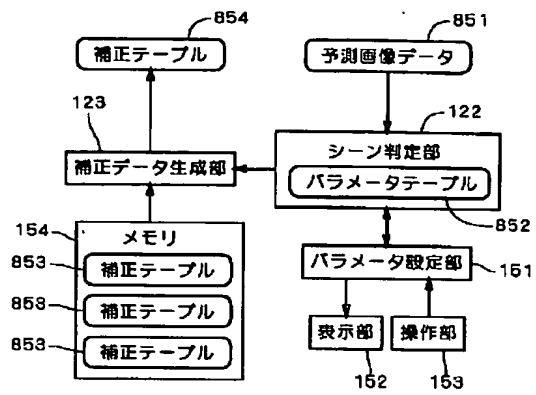 854
補正テーブル
851
予測画像データ
123
補正データ生成部
122
シーン判定部
パラメータテーブル
852
154
メモリ
853
補正テーブル
853
補正テーブル
853
補正テーブル
パラメータ設定部
151
表示部
操作部
152
153